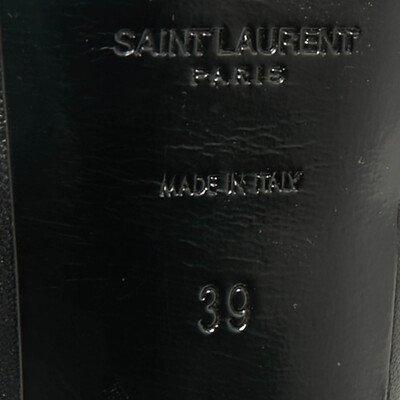 SAINT LAURENT
PARIS
MADE IN ITALY
39